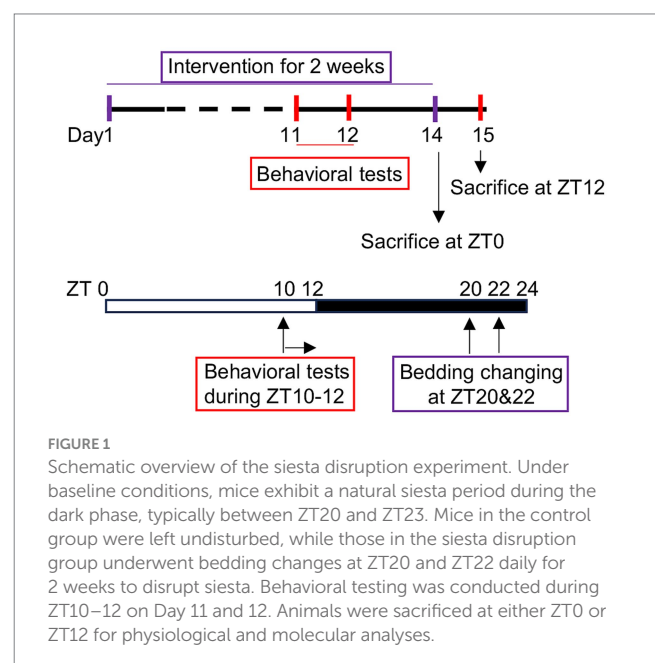 Intervention for 2 weeks
Day1 11 12 14 15
Behavioral tests
Sacrifice at ZT12
Sacrifice at ZT0
ZT 0 10 12 20 22 24
Behavioral tests
during ZT10-12
Bedding changing
at ZT20&22
FIGURE 1
Schematic overview of the siesta disruption experiment. Under
baseline conditions, mice exhibit a natural siesta period during the
dark phase, typically between ZT20 and ZT23. Mice in the control
group were left undisturbed, while those in the siesta disruption
group underwent bedding changes at ZT20 and ZT22 daily for
2 weeks to disrupt siesta. Behavioral testing was conducted during
ZT10–12 on Day 11 and 12. Animals were sacrificed at either ZT0 or
ZT12 for physiological and molecular analyses.